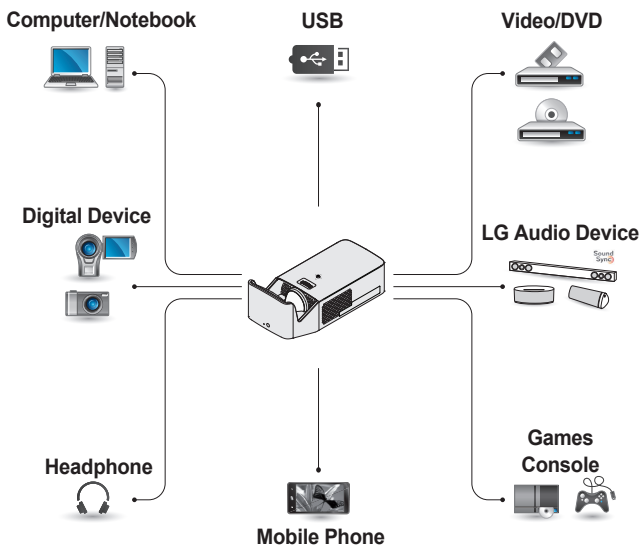 Computer/Notebook
USB
Video/DVD
Digital Device
LG Audio Device
Sound
Sync
Headphone
Games
Console
Mobile Phone